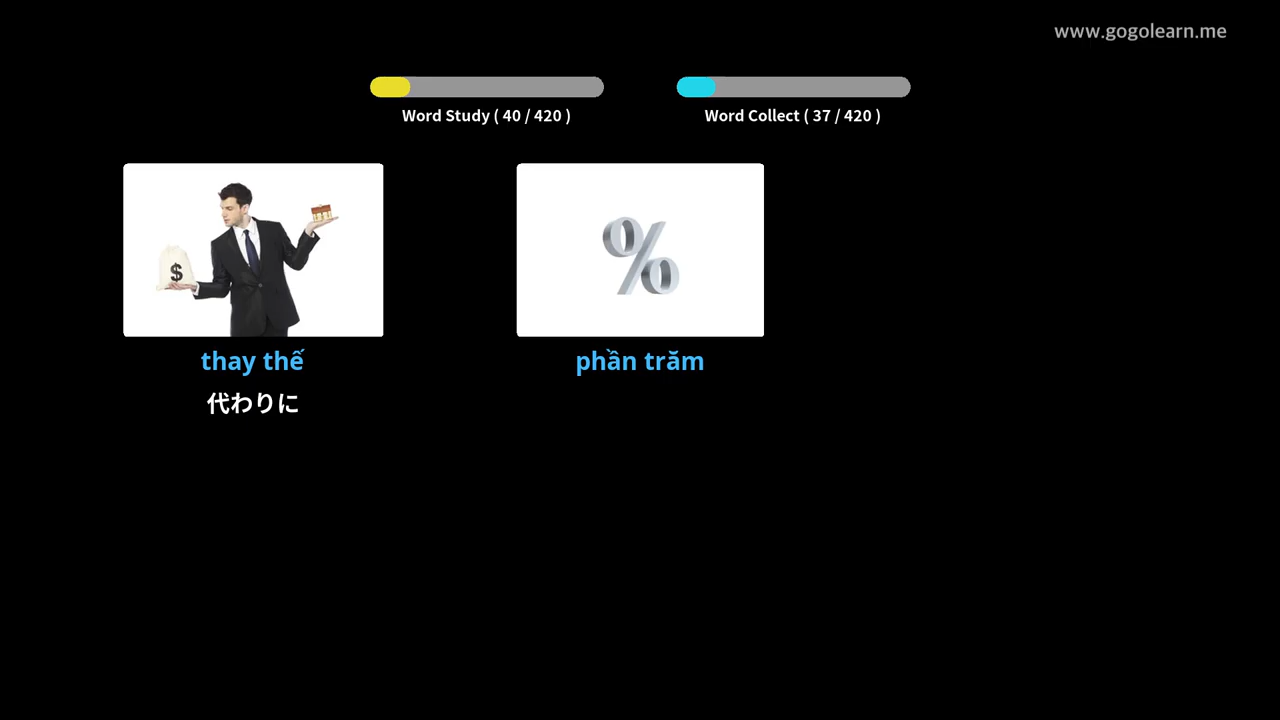 www.gogolearn.me
Word Study ( 40 / 420 )
Word Collect ( 37 / 420 )
$
%
thay thế
phần trăm
代わりに